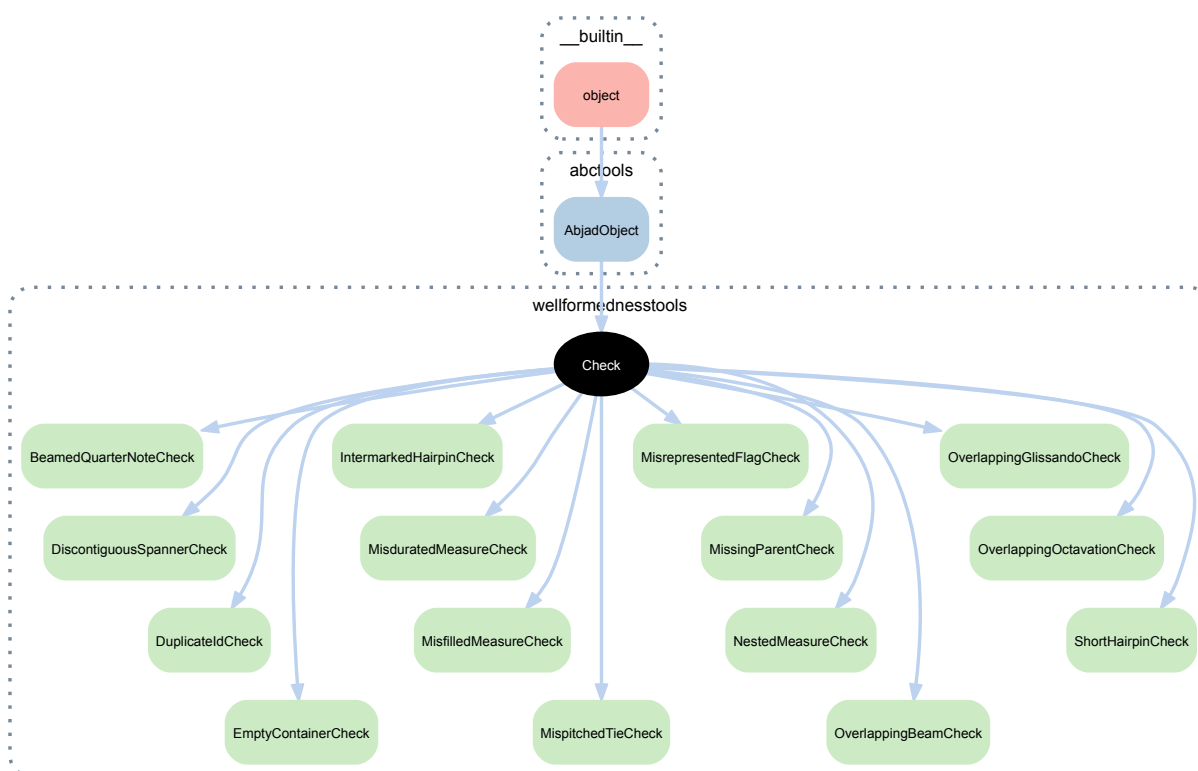 __builtin__
object
abctools
AbjadObject
wellformednesstools
Check
BeamedQuarterNoteCheck
IntermarkedHairpinCheck
MisrepresentedFlagCheck
OverlappingGlissandoCheck
DiscontiguousSpannerCheck
MisduratedMeasureCheck
MissingParentCheck
OverlappingOctavationCheck
DuplicateIdCheck
MisfilledMeasureCheck
NestedMeasureCheck
ShortHairpinCheck
EmptyContainerCheck
MispitchedTieCheck
OverlappingBeamCheck